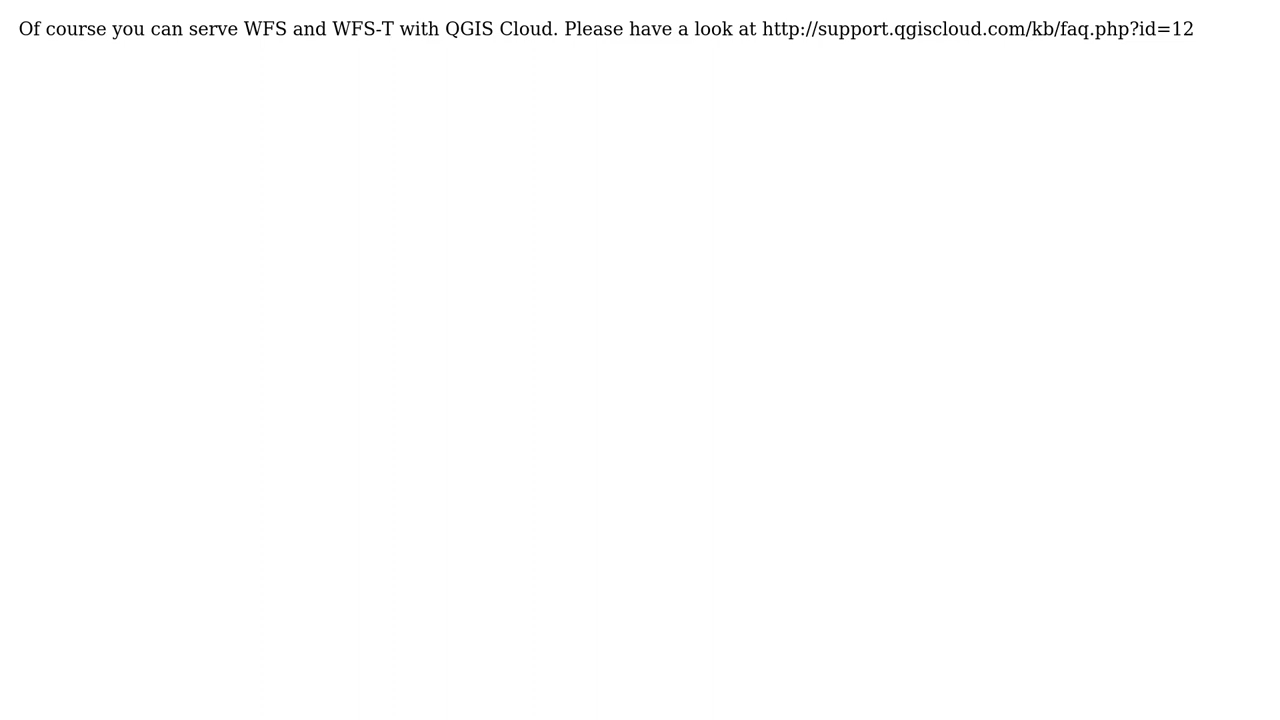 Of course you can serve WFS and WFS-T with QGIS Cloud. Please have a look at http://support.qgiscloud.com/kb/faq.php?id=12